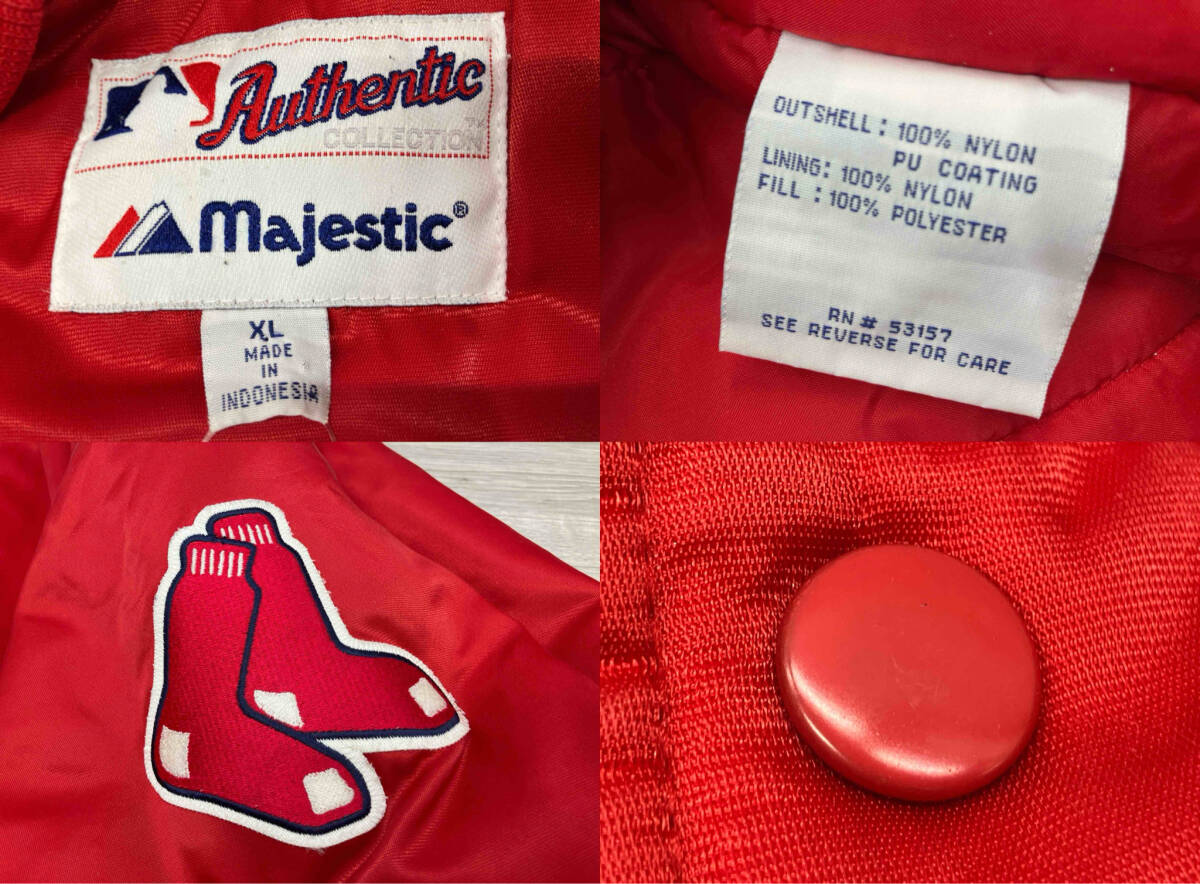 Authentic
COLLECTION™
Majestic®
XL
MADE
IN
INDONESIA
OUTSHELL : 100% NYLON
PU COATING
LINING: 100% NYLON
FILL : 100% POLYESTER
RN# 53157
SEE REVERSE FOR CARE